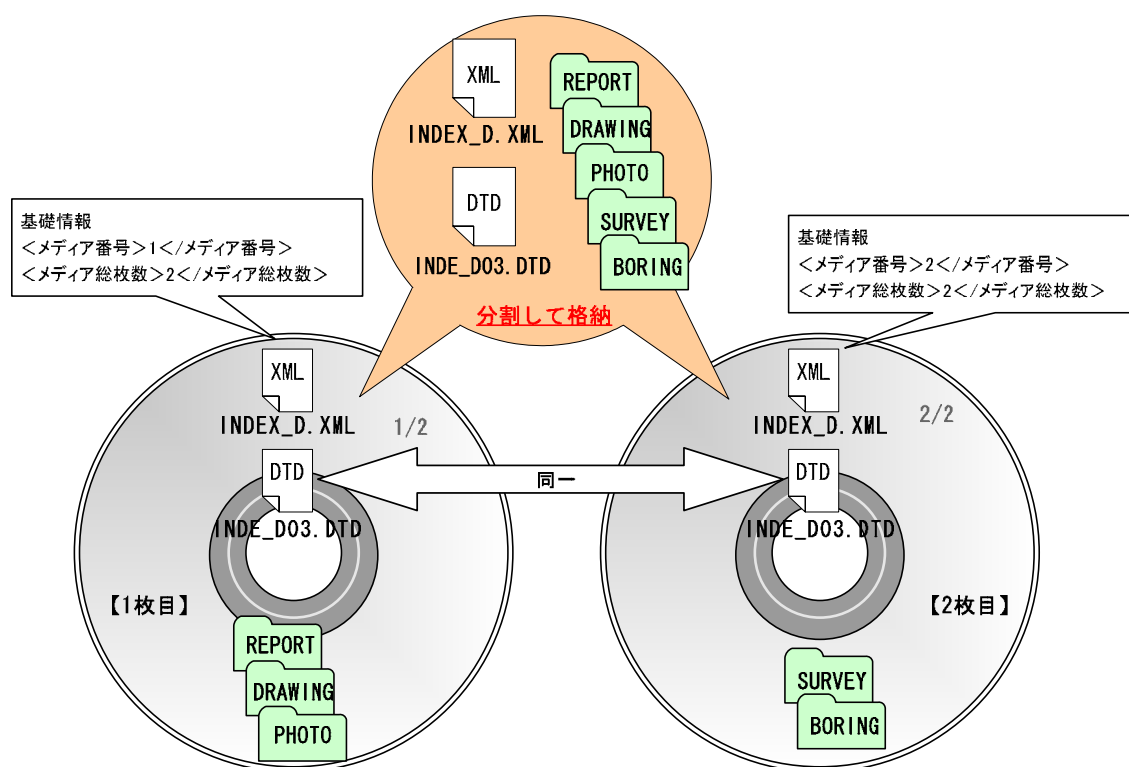 XML
INDEX_D.XML
DTD
INDE_D03.DTD
REPORT
DRAWING
PHOTO
SURVEY
BORING
分割して格納
基礎情報
<メディア番号>1</メディア番号>
<メディア総枚数>2</メディア総枚数>
基礎情報
<メディア番号>2</メディア番号>
<メディア総枚数>2</メディア総枚数>
XML
INDEX_D.XML
1/2
DTD
INDE_D03.DTD
【1枚目】
REPORT
DRAWING
PHOTO
同一
XML
INDEX_D.XML
2/2
DTD
INDE_D03.DTD
【2枚目】
SURVEY
BORING